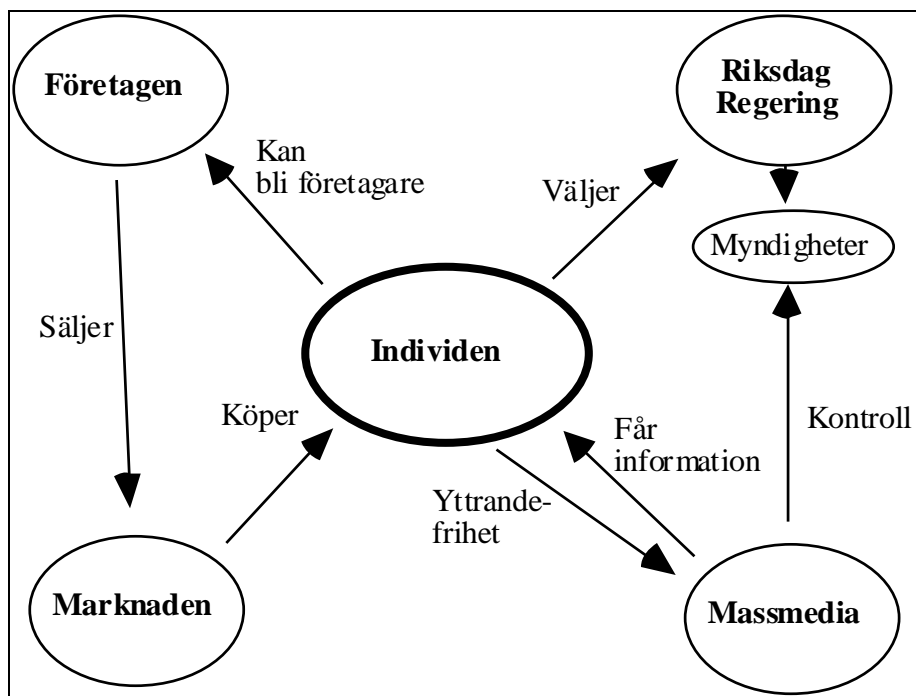 Företagen
Riksdag
Regering
Kan
bli företagare
Väljer
Myndigheter
Säljer
Individen
Köper
Får
information
Kontroll
Yttrande-
frihet
Marknaden
Massmedia